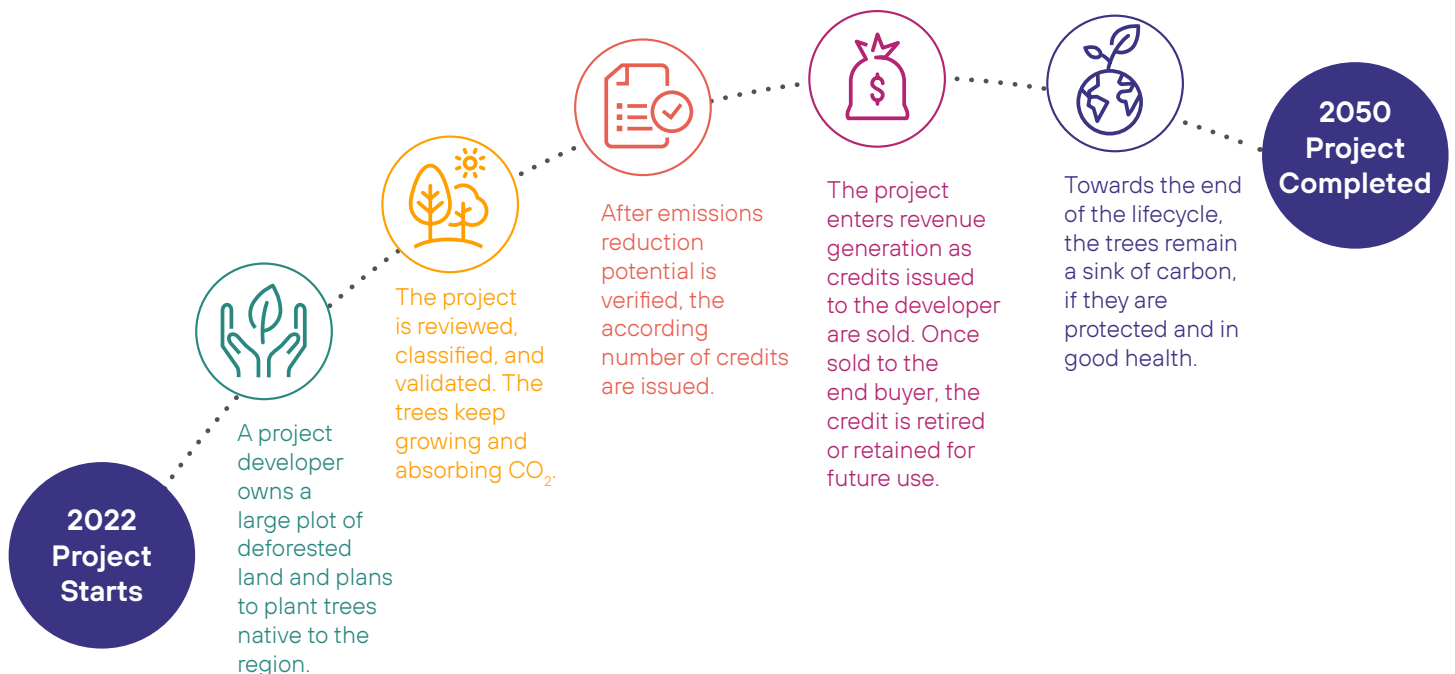 2022
Project
Starts
A project
developer
owns a
large plot of
deforested
land and plans
to plant trees
native to the
region.
The project
is reviewed,
classified, and
validated. The
trees keep
growing and
absorbing CO₂.
After emissions
reduction
potential is
verified, the
according
number of credits
are issued.
$
The project
enters revenue
generation as
credits issued
to the developer
are sold. Once
sold to the
end buyer, the
credit is retired
or retained for
future use.
Towards the end
of the lifecycle,
the trees remain
a sink of carbon,
if they are
protected and in
good health.
2050
Project
Completed